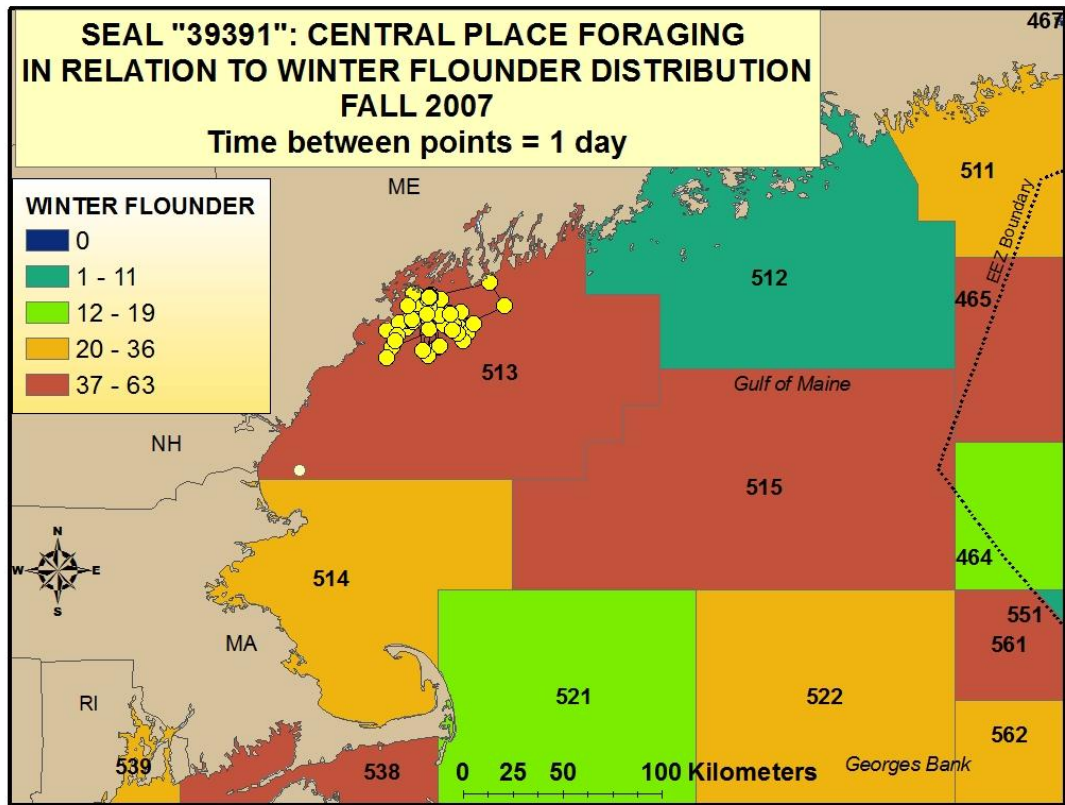 SEAL "39391": CENTRAL PLACE FORAGING
IN RELATION TO WINTER FLOUNDER DISTRIBUTION
FALL 2007
Time between points = 1 day
467
ME
511
WINTER FLOUNDER
0
1 - 11
12 - 19
20 - 36
37 - 63
EEZ Boundary
512
465
513
Gulf of Maine
NH
515
N
W E
S
514
464
551
MA
561
RI
521
522
562
539
538
0 25 50 100 Kilometers
Georges Bank